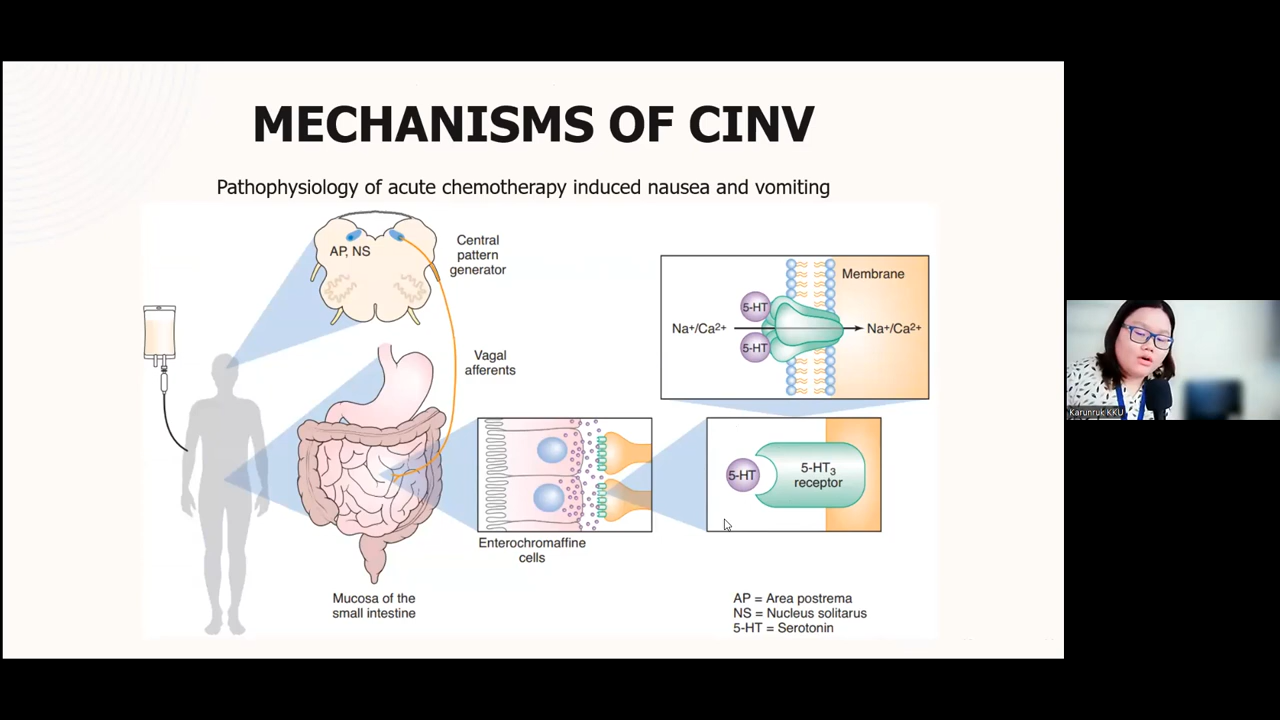 MECHANISMS OF CINV
Pathophysiology of acute chemotherapy induced nausea and vomiting
AP, NS
Central
pattern
generator
Vagal
afferents
Membrane
5-HT
Na+/Ca²+
Na+/Ca²+
5-HT
5-HT
5-HT₃
receptor
Enterochromaffine
cells
Mucosa of the
small intestine
AP = Area postrema
NS = Nucleus solitarus
5-HT = Serotonin
Karunruk KKU